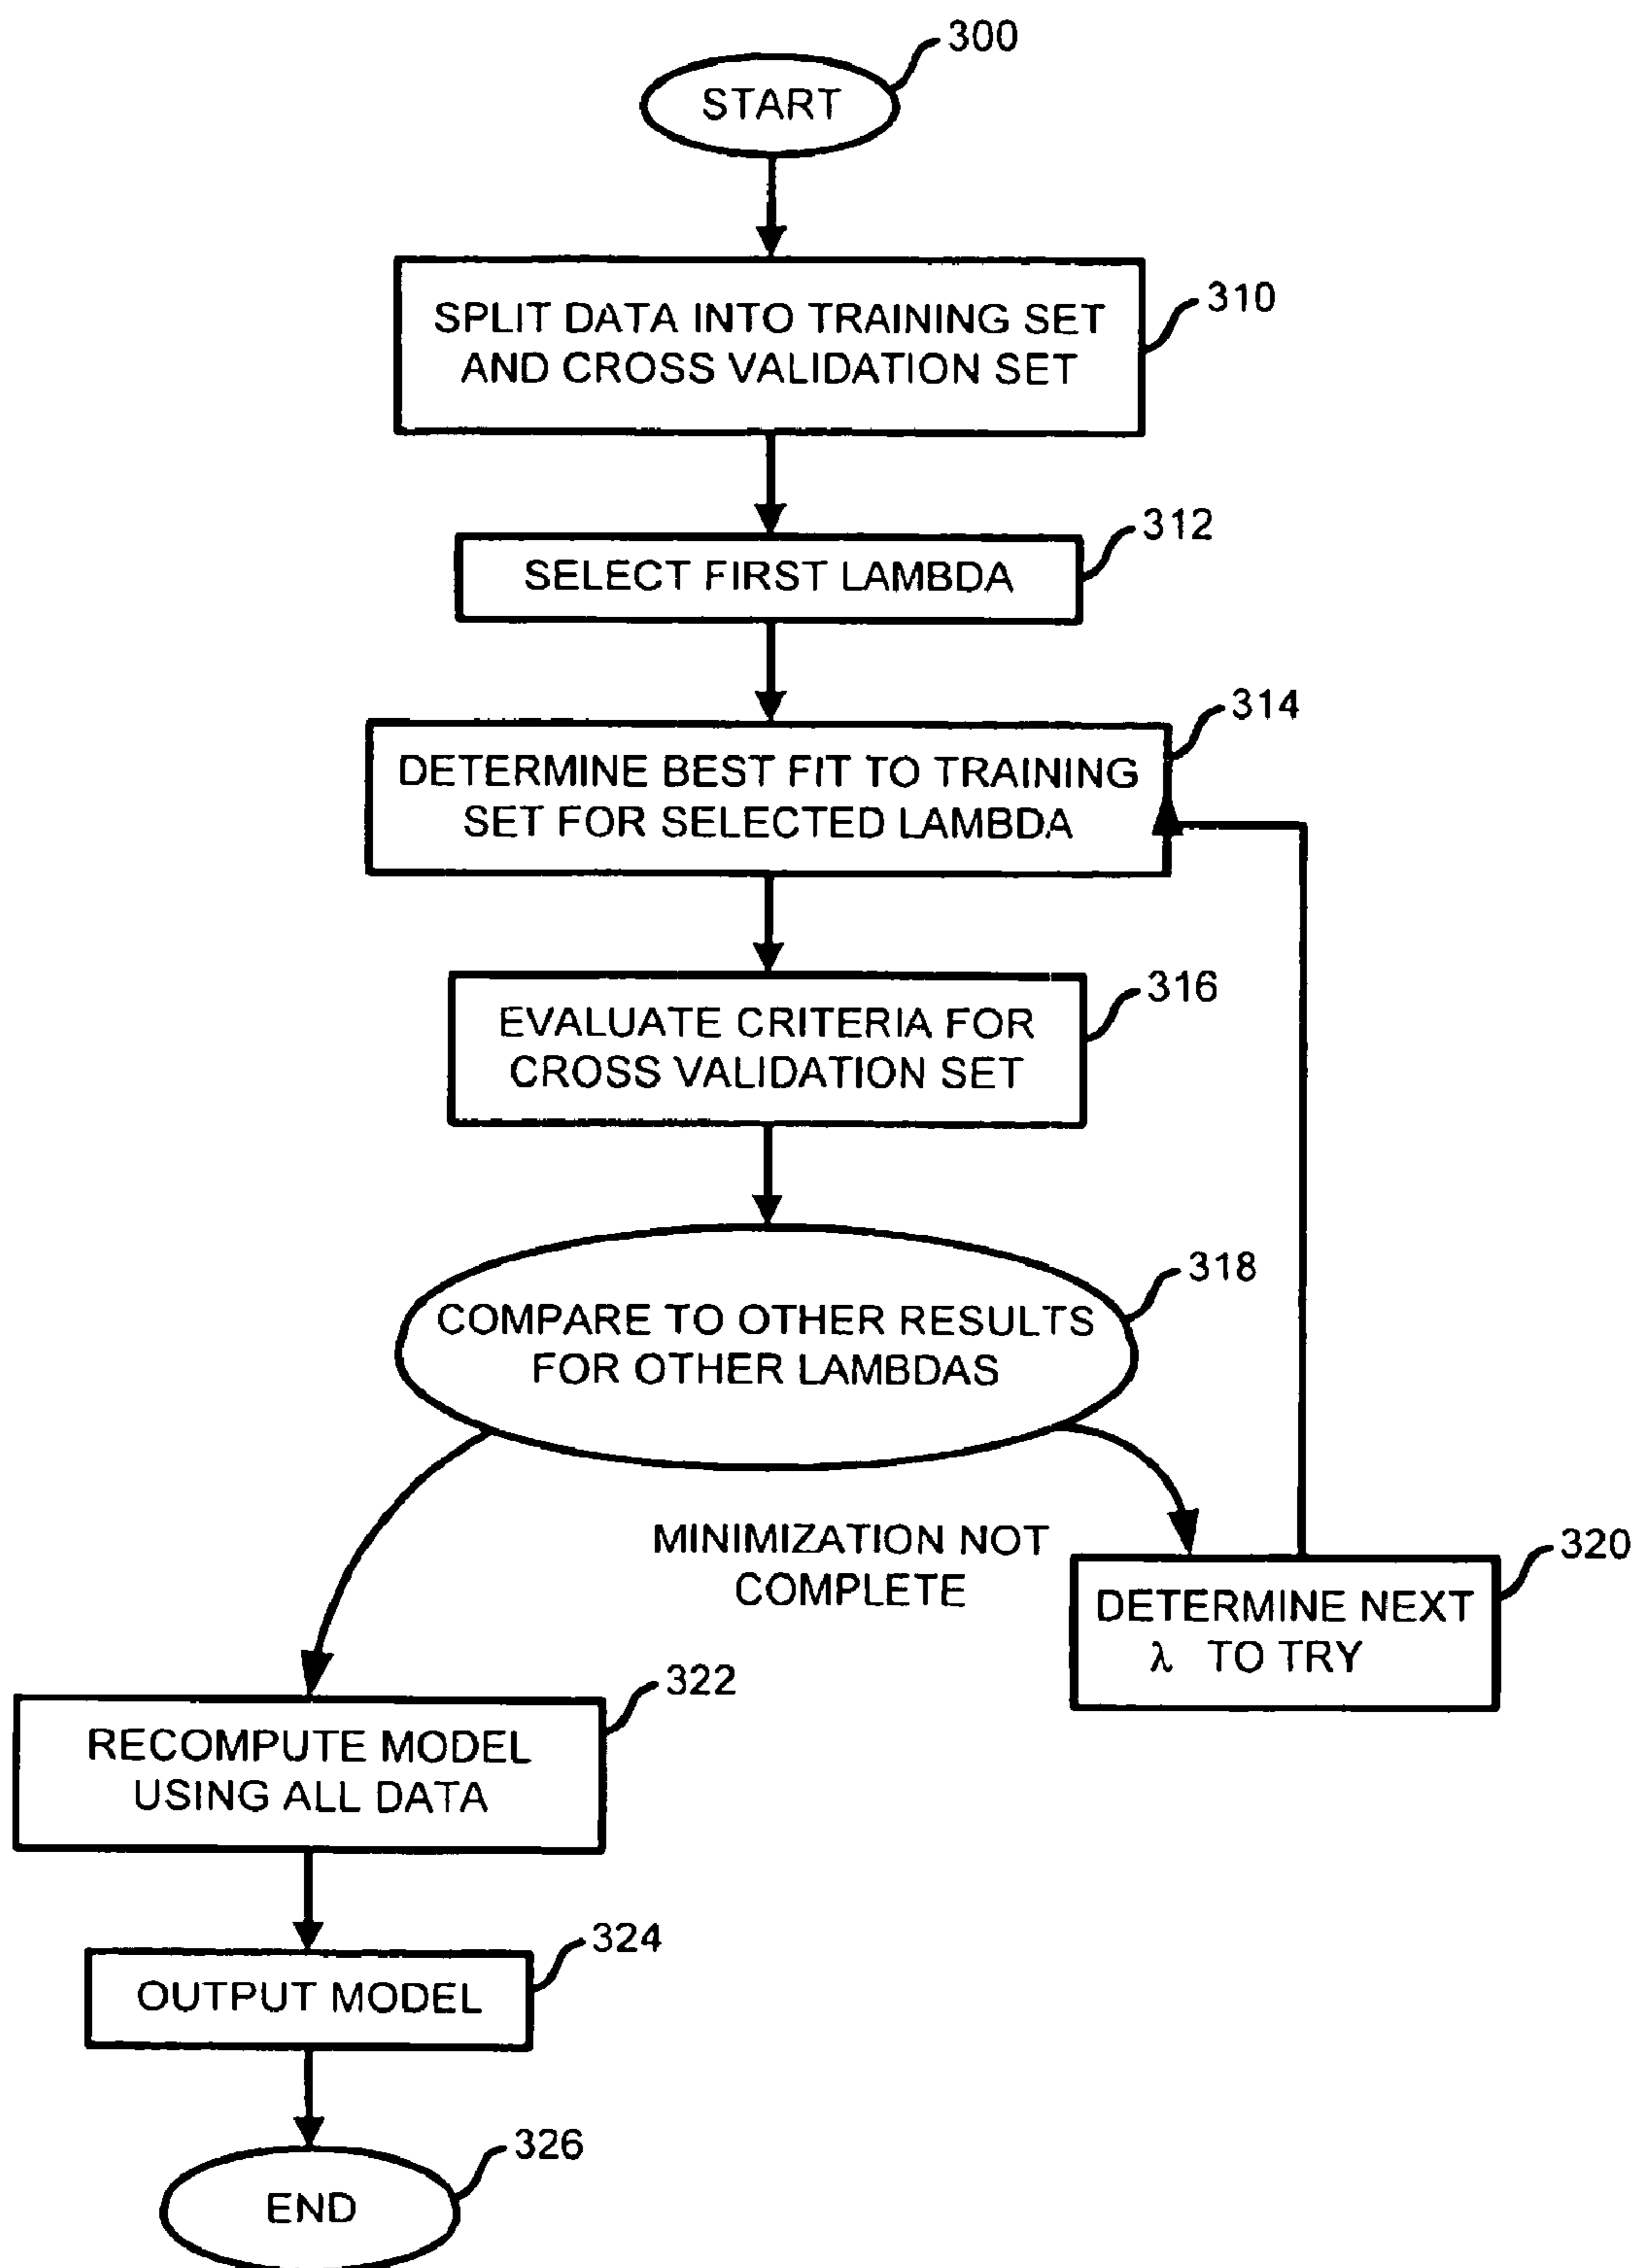 300
START
310
SPLIT DATA INTO TRAINING SET
AND CROSS VALIDATION SET
312
SELECT FIRST LAMBDA
314
DETERMINE BEST FIT TO TRAINING
SET FOR SELECTED LAMBDA
316
EVALUATE CRITERIA FOR
CROSS VALIDATION SET
318
COMPARE TO OTHER RESULTS
FOR OTHER LAMBDAS
MINIMIZATION NOT
COMPLETE
320
DETERMINE NEXT
λ TO TRY
322
RECOMPUTE MODEL
USING ALL DATA
324
OUTPUT MODEL
326
END